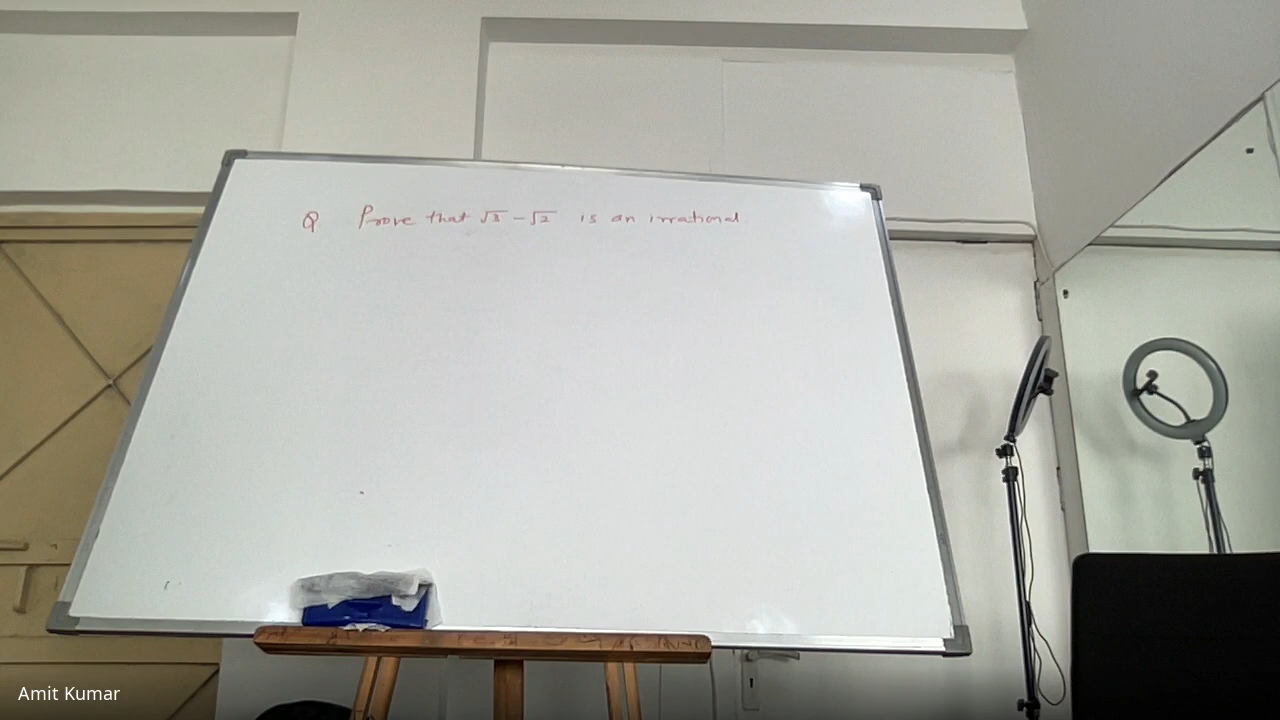 Q Prove that √3 - √2 is an irrational
Amit Kumar